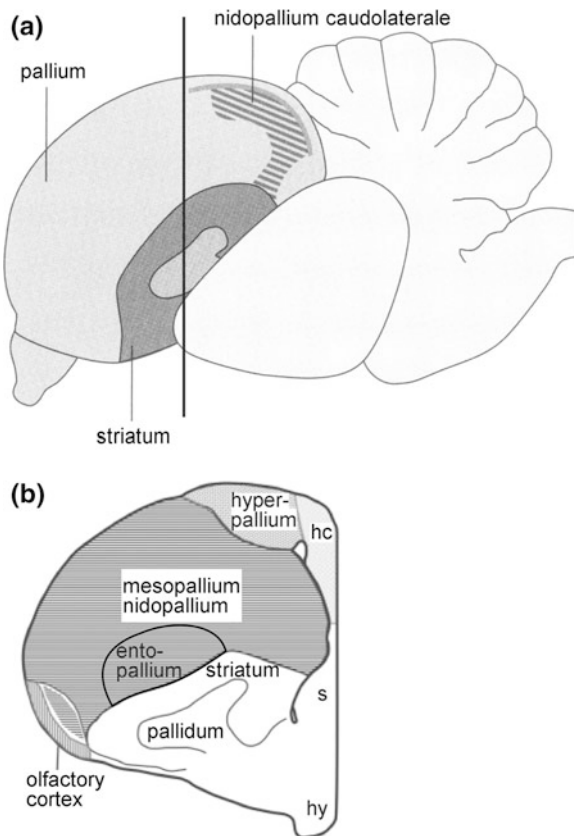 (a)
nidopallium caudolaterale
pallium
striatum
(b)
hyper-
pallium
hc
mesopallium
nidopallium
ento-
pallium
striatum
s
pallidum
olfactory
cortex
hy